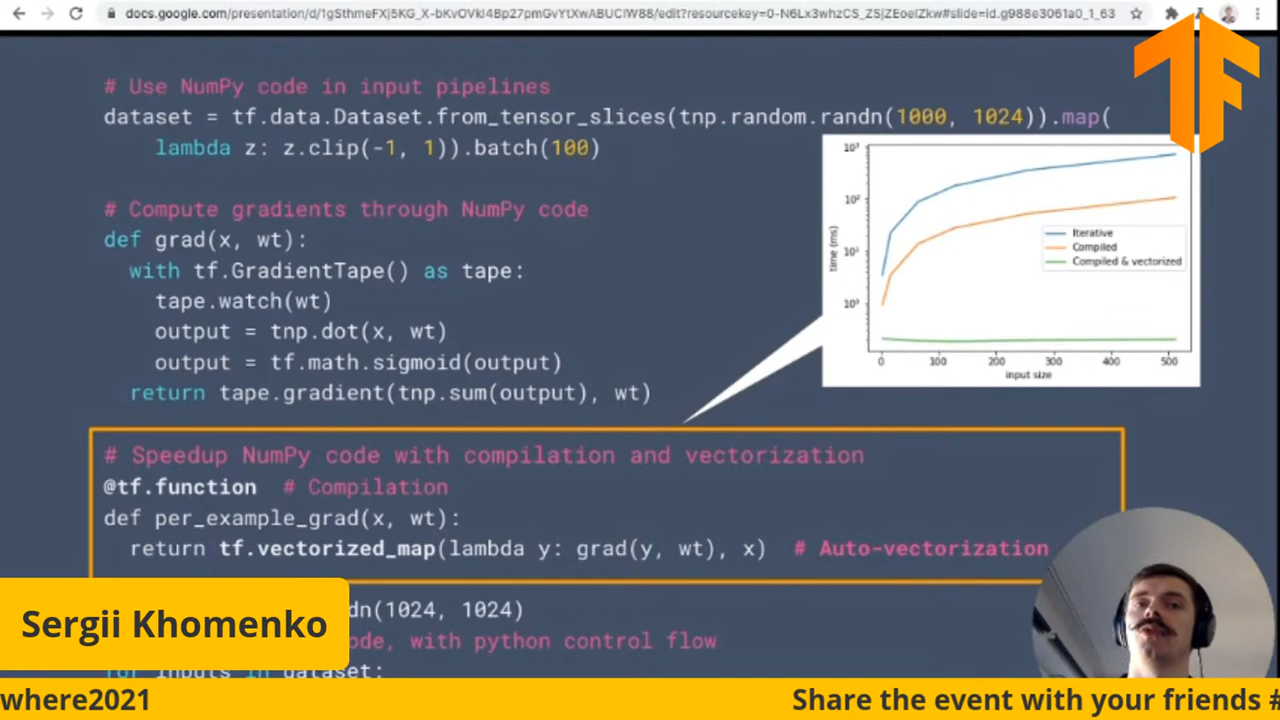 docs.google.com/presentation/d/1gSthmeFXj5KG_X-bKvOVkI4Bp27pmGvYtXwABUCIW88/edit?resourcekey=0-N6Lx3whzCS_ZSjZEoeIZkw#slide=id.g988e3061a0_1_63
# Use NumPy code in input pipelines
dataset = tf.data.Dataset.from_tensor_slices(tnp.random.randn(1000, 1024)).map(
lambda z: z.clip(-1, 1)).batch(100)
# Compute gradients through NumPy code
def grad(x, wt):
with tf.GradientTape() as tape:
tape.watch(wt)
output = tnp.dot(x, wt)
output = tf.math.sigmoid(output)
return tape.gradient(tnp.sum(output), wt)
10³
10²
10¹
10⁰
time (ms)
Iterative
Compiled
Compiled & vectorized
0 100 200 300 400 500
input size
# Speedup NumPy code with compilation and vectorization
@tf.function # Compilation
def per_example_grad(x, wt):
return tf.vectorized_map(lambda y: grad(y, wt), x) # Auto-vectorization
dn(1024, 1024)
ode, with python control flow
for inputs in dataset:
Sergii Khomenko
where2021 Share the event with your friends #